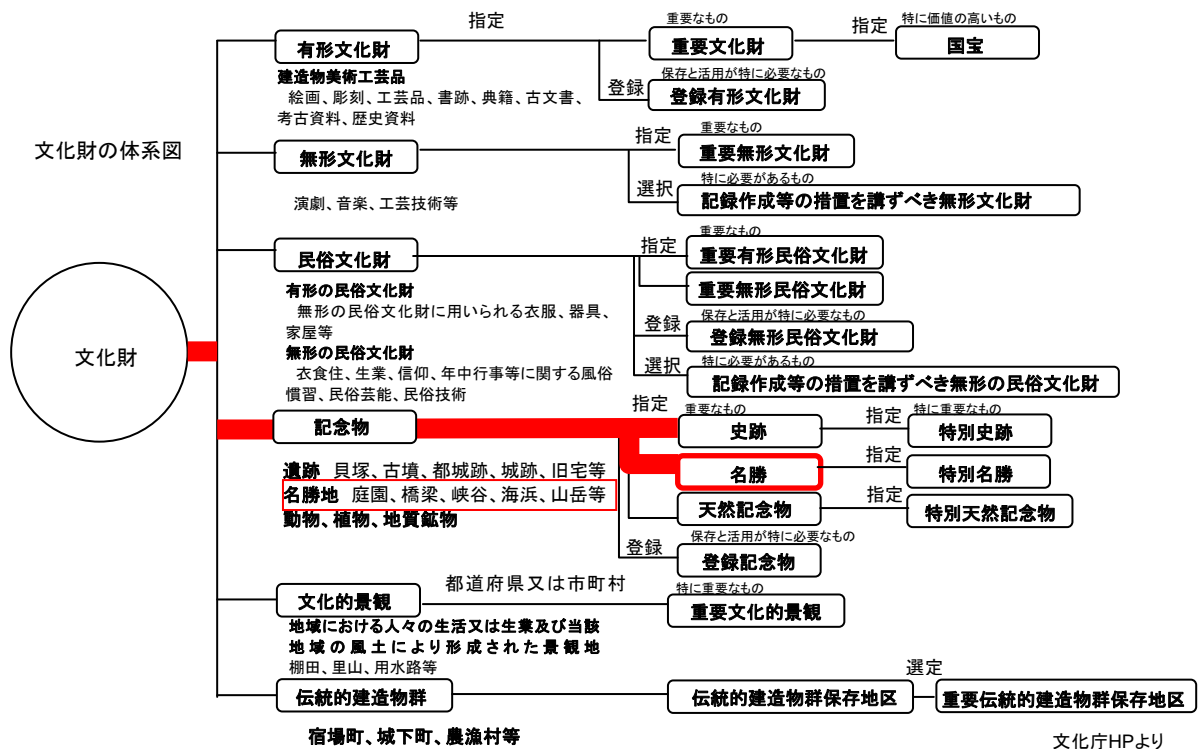 文化財の体系図
文化財
有形文化財
指定
重要なもの
重要文化財
指定
特に価値の高いもの
国宝
建造物美術工芸品
絵画、彫刻、工芸品、書跡、典籍、古文書、
考古資料、歴史資料
登録
保存と活用が特に必要なもの
登録有形文化財
無形文化財
指定
重要なもの
重要無形文化財
選択
特に必要があるもの
記録作成等の措置を講ずべき無形文化財
演劇、音楽、工芸技術等
民俗文化財
指定
重要なもの
重要有形民俗文化財
重要無形民俗文化財
有形の民俗文化財
無形の民俗文化財に用いられる衣服、器具、
家屋等
無形の民俗文化財
衣食住、生業、信仰、年中行事等に関する風俗
慣習、民俗芸能、民俗技術
登録
保存と活用が特に必要なもの
登録無形民俗文化財
選択
特に必要があるもの
記録作成等の措置を講ずべき無形の民俗文化財
記念物
指定
重要なもの
史跡
指定
特に重要なもの
特別史跡
遺跡 貝塚、古墳、都城跡、城跡、旧宅等
名勝地 庭園、橋梁、峡谷、海浜、山岳等
動物、植物、地質鉱物
名勝
指定
特別名勝
天然記念物
指定
特別天然記念物
登録
保存と活用が特に必要なもの
登録記念物
文化的景観
都道府県又は市町村
特に重要なもの
重要文化的景観
地域における人々の生活又は生業及び当該
地域の風土により形成された景観地
棚田、里山、用水路等
伝統的建造物群
伝統的建造物群保存地区
選定
重要伝統的建造物群保存地区
宿場町、城下町、農漁村等
文化庁HPより